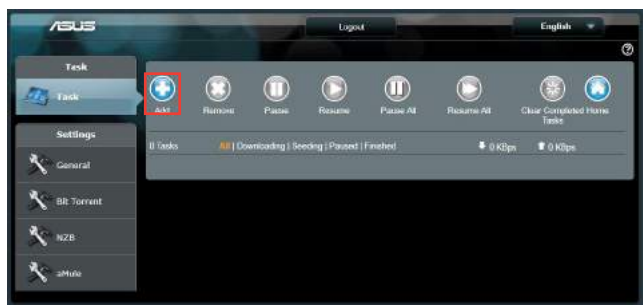 ASUS
Logout
English
Task
Task
Add
Remove
Pause
Resume
Pause All
Resume All
Clear Completed
Tasks
Home
0 Tasks
All | Downloading | Seeding | Paused | Finished
0 KBps
0 KBps
Settings
General
Bit Torrent
NZB
aMule